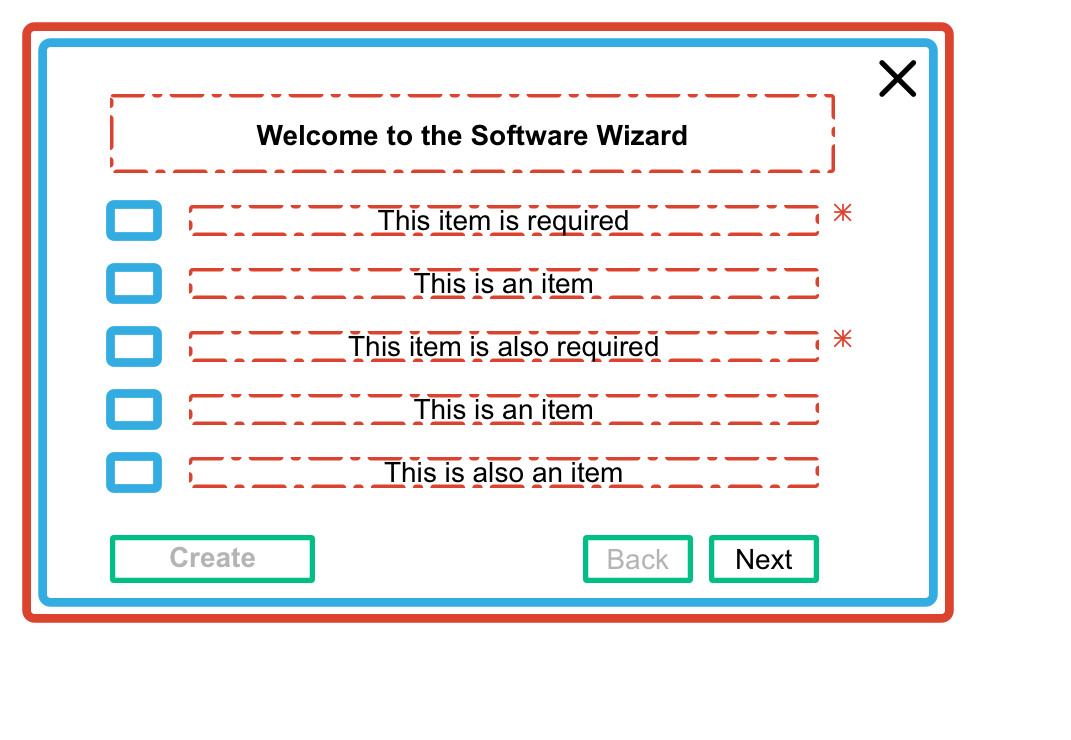 Welcome to the Software Wizard
This item is required *
This is an item
This item is also required *
This is an item
This is also an item
Create Back Next